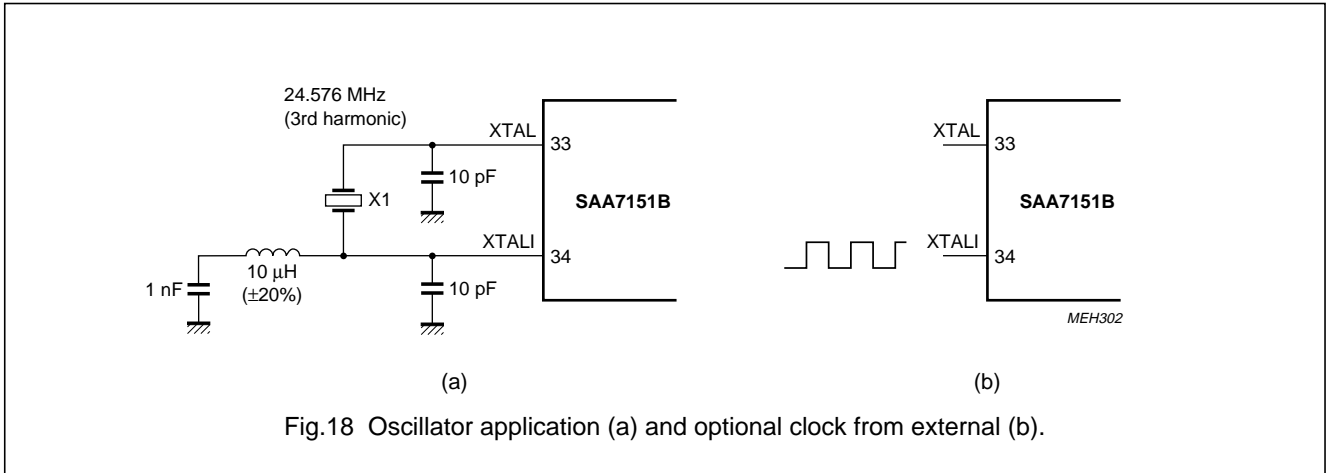 24.576 MHz
(3rd harmonic)
XTAL
33
10 pF
X1
SAA7151B
XTALI
34
10 μH
(±20%)
1 nF
10 pF
XTAL
33
SAA7151B
XTALI
34
MEH302
(a)
(b)
Fig.18 Oscillator application (a) and optional clock from external (b).